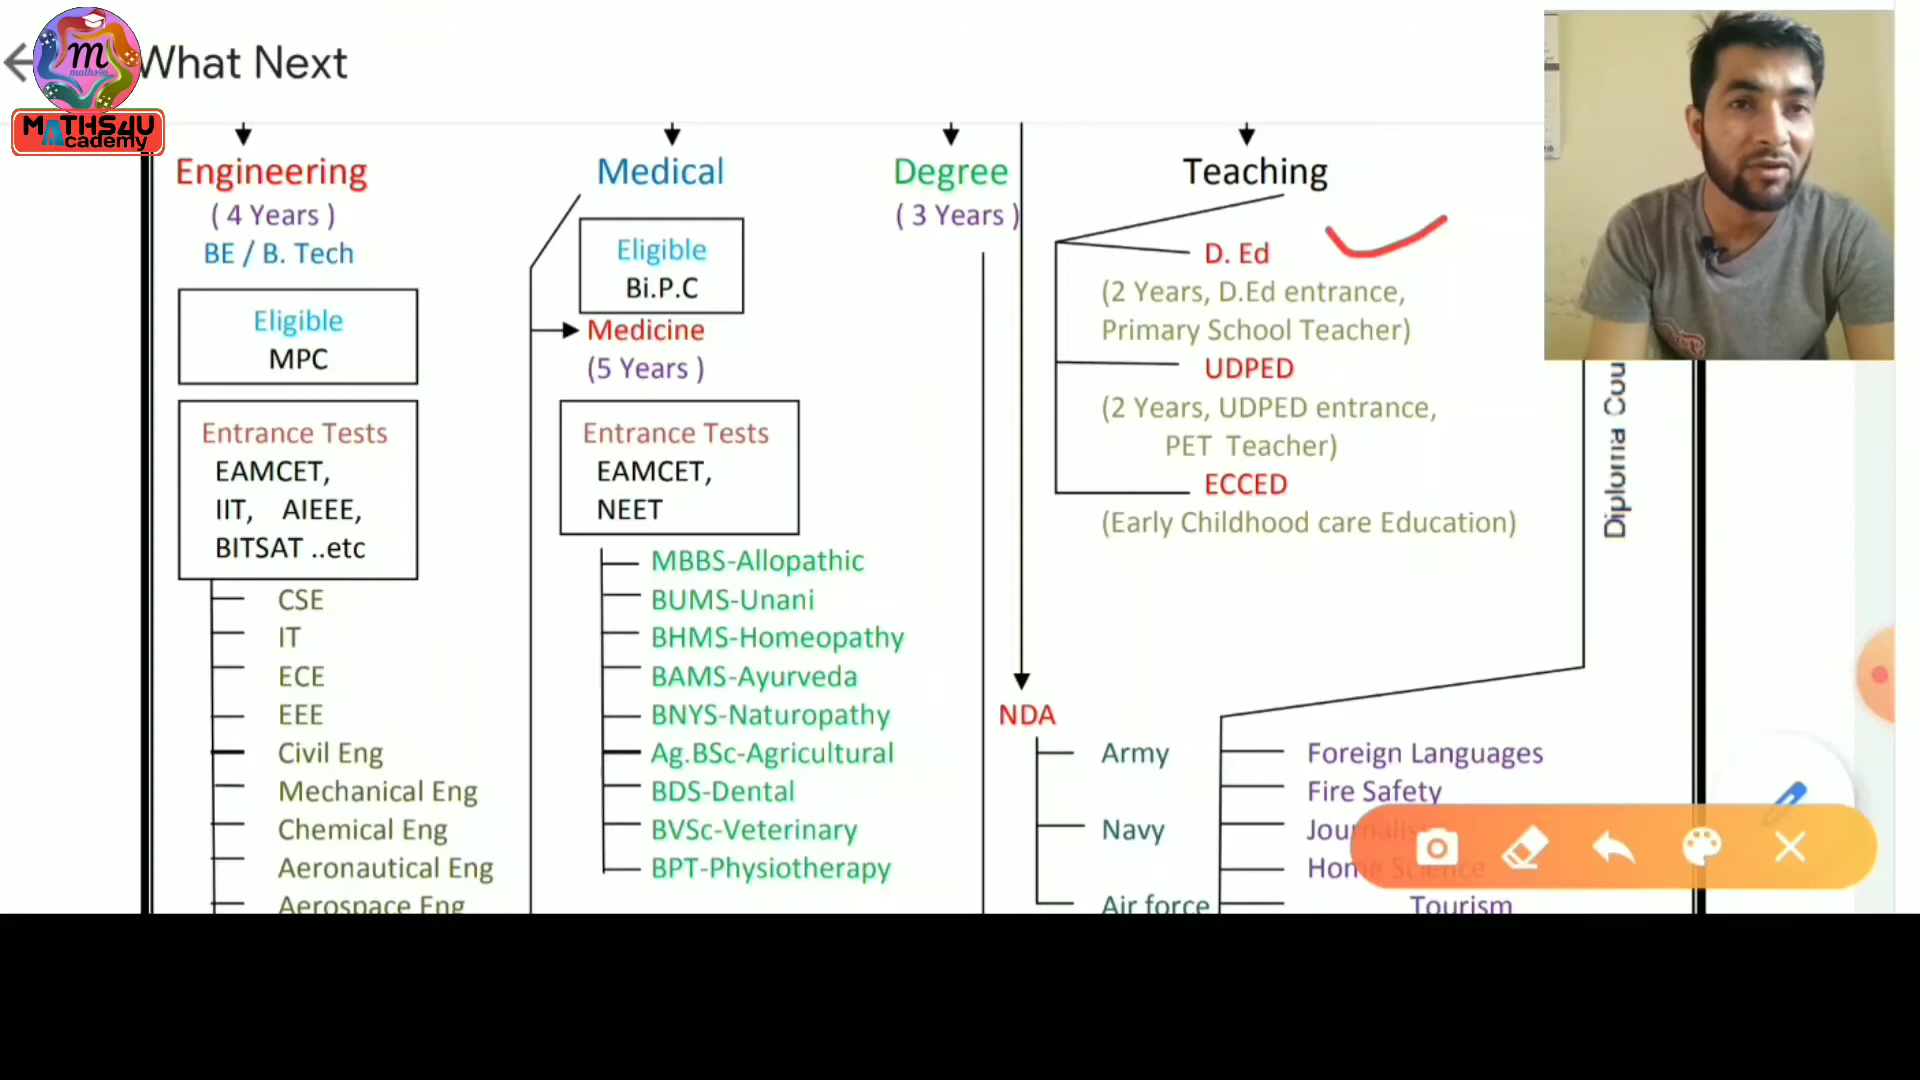 What Next
m
maths4u
MATHS4U
Academy
Engineering
( 4 Years )
BE / B. Tech
Eligible
MPC
Entrance Tests
EAMCET,
IIT, AIEEE,
BITSAT ..etc
CSE
IT
ECE
EEE
Civil Eng
Mechanical Eng
Chemical Eng
Aeronautical Eng
Aerospace Eng
Medical
Eligible
Bi.P.C
Medicine
(5 Years )
Entrance Tests
EAMCET,
NEET
MBBS-Allopathic
BUMS-Unani
BHMS-Homeopathy
BAMS-Ayurveda
BNYS-Naturopathy
Ag.BSc-Agricultural
BDS-Dental
BVSc-Veterinary
BPT-Physiotherapy
Degree
( 3 Years )
Teaching
D. Ed
(2 Years, D.Ed entrance,
Primary School Teacher)
UDPED
(2 Years, UDPED entrance,
PET Teacher)
ECCED
(Early Childhood care Education)
NDA
Army
Navy
Air force
Diploma Cou
Foreign Languages
Fire Safety
Journalism
Home Science
Tourism